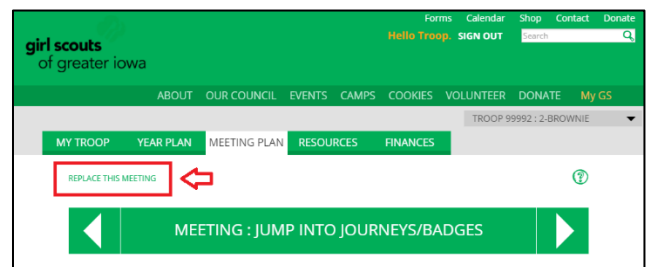 Forms Calendar Shop Contact Donate
Hello Troop. SIGN OUT Search
girl scouts
of greater iowa
ABOUT OUR COUNCIL EVENTS CAMPS COOKIES VOLUNTEER DONATE My GS
TROOP 99992 : 2-BROWNIE
MY TROOP YEAR PLAN MEETING PLAN RESOURCES FINANCES
REPLACE THIS MEETING
?
MEETING : JUMP INTO JOURNEYS/BADGES